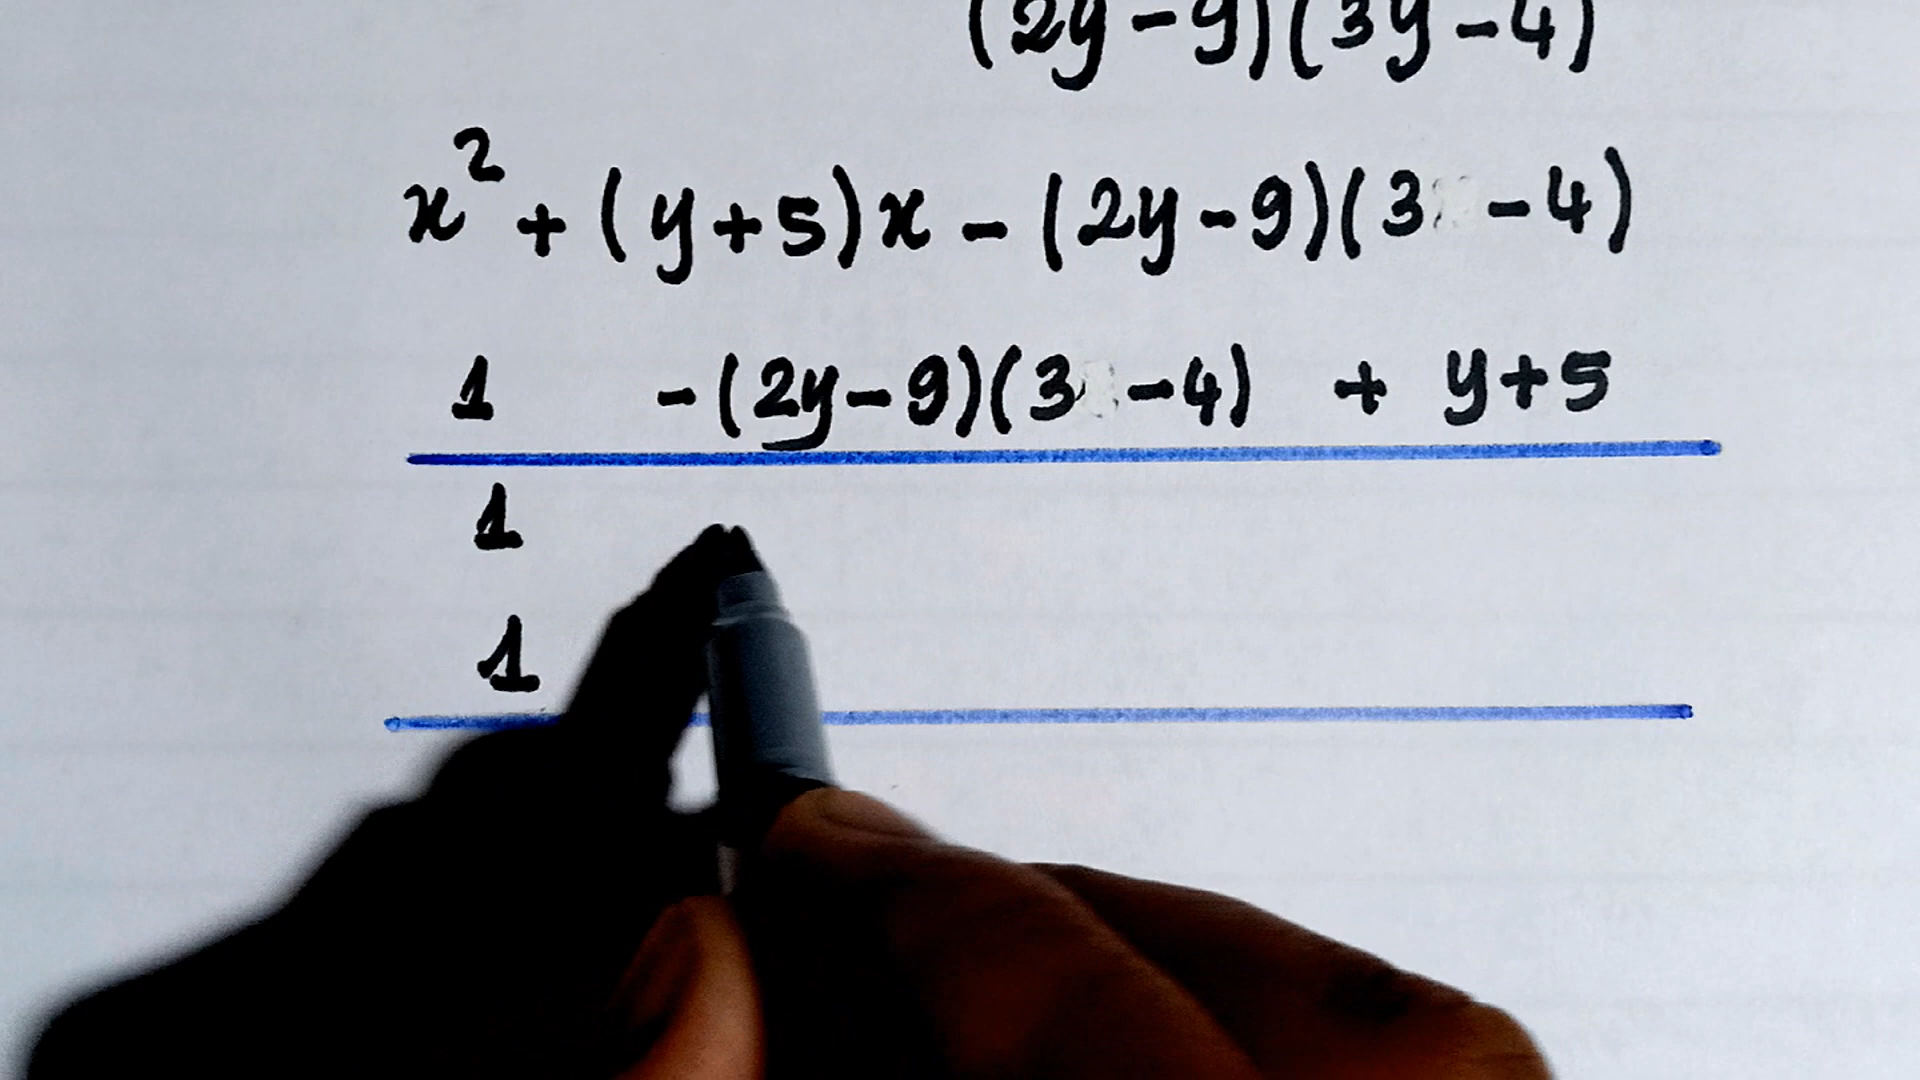 (2y-9)(3y-4)
x² + (y+5)x - (2y-9)(3 -4)
1 -(2y-9)(3 -4) + y+5
1
1